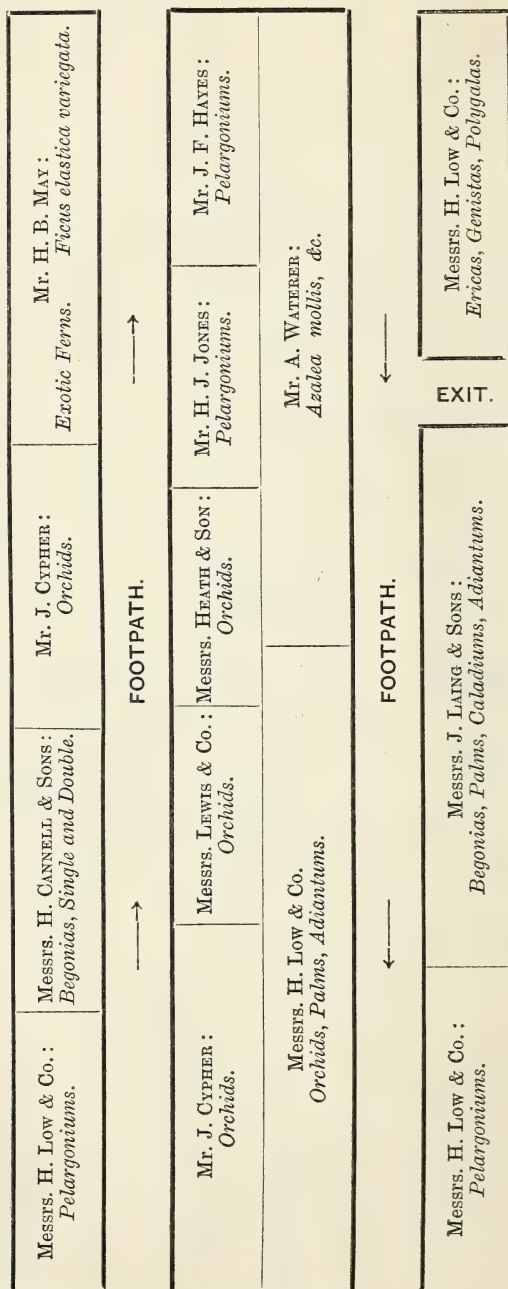 Messrs. H. LOW & Co.:
Pelargoniums.
Messrs. H. CANNELL & SONS:
Begonias, Single and Double.
Mr. J. CYPHER:
Orchids.
Mr. H. B. MAY:
Exotic Ferns. Ficus elastica variegata.
FOOTPATH.
Mr. J. CYPHER:
Orchids.
Messrs. LEWIS & Co.:
Orchids.
Messrs. HEATH & SON:
Orchids.
Mr. H. J. JONES:
Pelargoniums.
Mr. J. F. HAYES:
Pelargoniums.
Messrs. H. LOW & Co.
Orchids, Palms, Adiantums.
Mr. A. WATERER:
Azalea mollis, &c.
FOOTPATH.
Messrs. H. LOW & Co.:
Pelargoniums.
Messrs. J. LAING & SONS:
Begonias, Palms, Caladiums, Adiantums.
EXIT.
Messrs. H. LOW & Co.:
Ericas, Genistas, Polygalas.